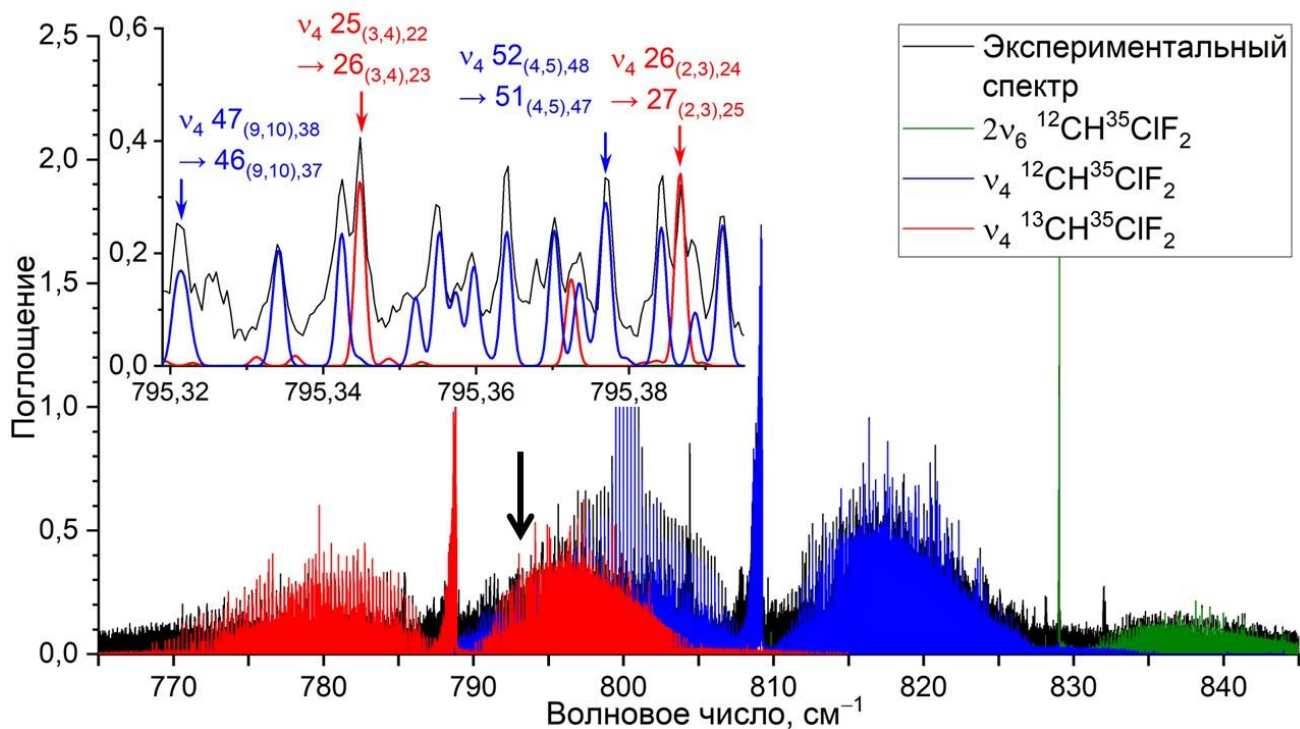 Поглощение
2,5
2,0
1,5
1,0
0,5
0,0
770
780
790
800
810
820
830
840
Волновое число, см⁻¹
0,6
0,4
0,2
0,0
795,32
795,34
795,36
795,38
ν₄ 47₍₉,₁₀₎,₃₈
→ 46₍₉,₁₀₎,₃₇
ν₄ 25₍₃,₄₎,₂₂
→ 26₍₃,₄₎,₂₃
ν₄ 52₍₄,₅₎,₄₈
→ 51₍₄,₅₎,₄₇
ν₄ 26₍₂,₃₎,₂₄
→ 27₍₂,₃₎,₂₅
Экспериментальный
спектр
2ν₆ ¹²CH³⁵ClF₂
ν₄ ¹²CH³⁵ClF₂
ν₄ ¹³CH³⁵ClF₂